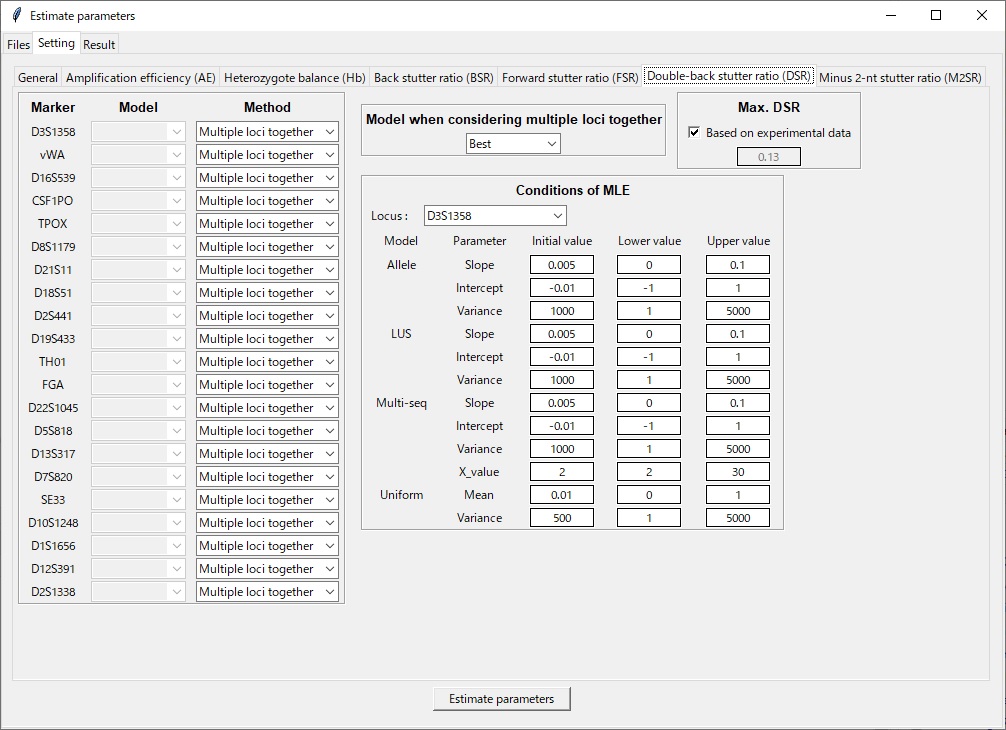 Estimate parameters
Files Setting Result
General Amplification efficiency (AE) Heterozygote balance (Hb) Back stutter ratio (BSR) Forward stutter ratio (FSR) Double-back stutter ratio (DSR) Minus 2-nt stutter ratio (M2SR)
Marker Model Method
D3S1358 Multiple loci together
vWA Multiple loci together
D16S539 Multiple loci together
CSF1PO Multiple loci together
TPOX Multiple loci together
D8S1179 Multiple loci together
D21S11 Multiple loci together
D18S51 Multiple loci together
D2S441 Multiple loci together
D19S433 Multiple loci together
TH01 Multiple loci together
FGA Multiple loci together
D22S1045 Multiple loci together
D5S818 Multiple loci together
D13S317 Multiple loci together
D7S820 Multiple loci together
SE33 Multiple loci together
D10S1248 Multiple loci together
D1S1656 Multiple loci together
D12S391 Multiple loci together
D2S1338 Multiple loci together
Model when considering multiple loci together
Best
Max. DSR
Based on experimental data
0.13
Conditions of MLE
Locus : D3S1358
Model Parameter Initial value Lower value Upper value
Allele Slope 0.005 0 0.1
Intercept -0.01 -1 1
Variance 1000 1 5000
LUS Slope 0.005 0 0.1
Intercept -0.01 -1 1
Variance 1000 1 5000
Multi-seq Slope 0.005 0 0.1
Intercept -0.01 -1 1
Variance 1000 1 5000
X_value 2 2 30
Uniform Mean 0.01 0 1
Variance 500 1 5000
Estimate parameters